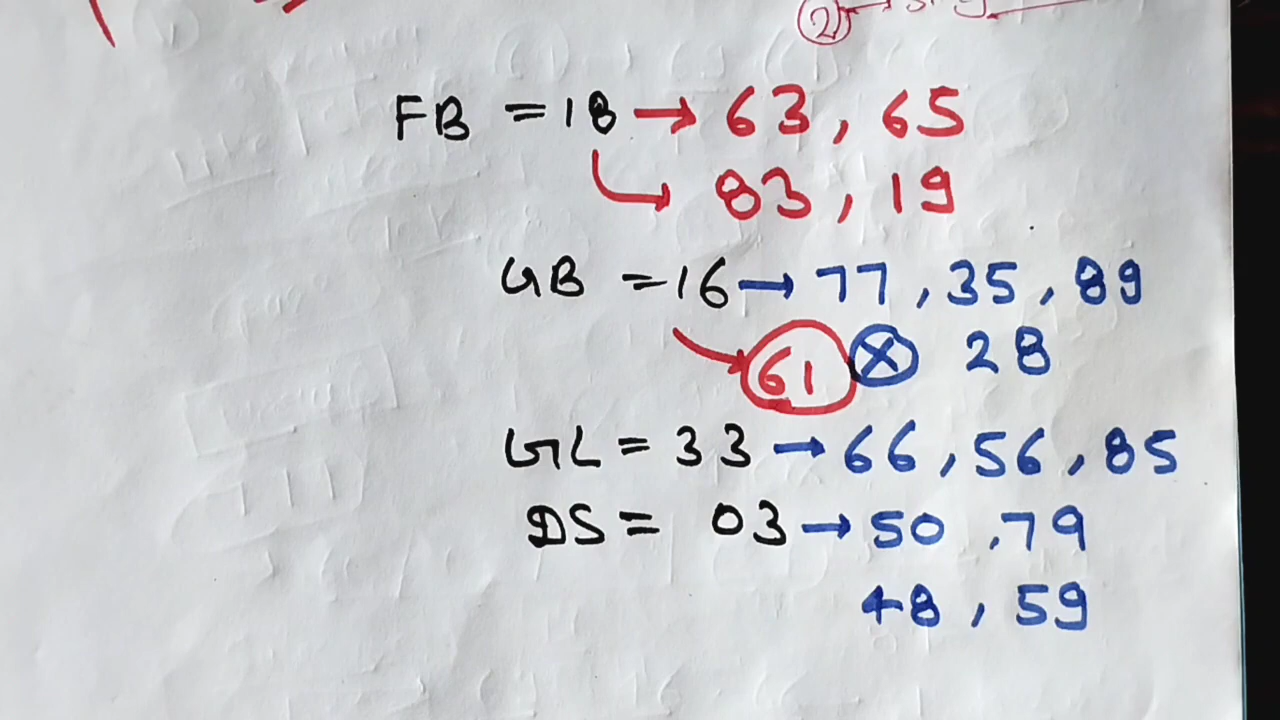 2
FB = 18 → 63, 65
83, 19
GB = 16 → 77, 35, 89
61 X 28
GL = 33 → 66, 56, 85
DS = 03 → 50, 79
48, 59